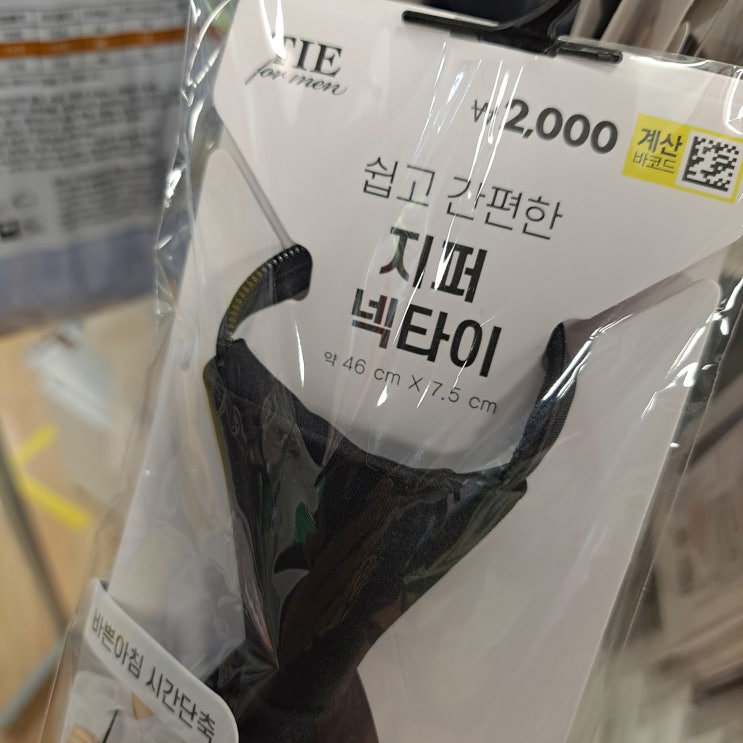 TIE
for men
₩2,000
계산
바코드
쉽고 간편한
지퍼
넥타이
약 46 cm X 7.5 cm
바쁜아침 시간단축